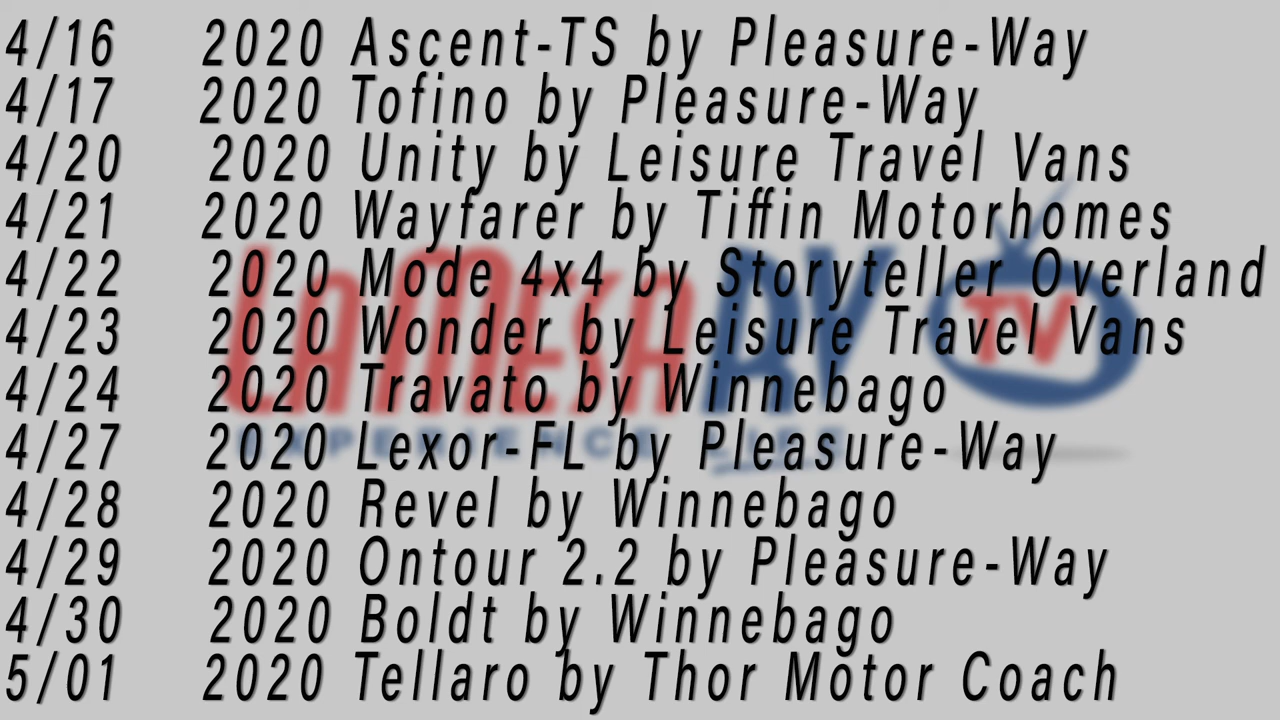 4/16 2020 Ascent-TS by Pleasure-Way
4/17 2020 Tofino by Pleasure-Way
4/20 2020 Unity by Leisure Travel Vans
4/21 2020 Wayfarer by Tiffin Motorhomes
4/22 2020 Mode 4x4 by Storyteller Overland
4/23 2020 Wonder by Leisure Travel Vans
4/24 2020 Travato by Winnebago
4/27 2020 Lexor-FL by Pleasure-Way
4/28 2020 Revel by Winnebago
4/29 2020 Ontour 2.2 by Pleasure-Way
4/30 2020 Boldt by Winnebago
5/01 2020 Tellaro by Thor Motor Coach
LaMesa RV TV
EXPERIENCE